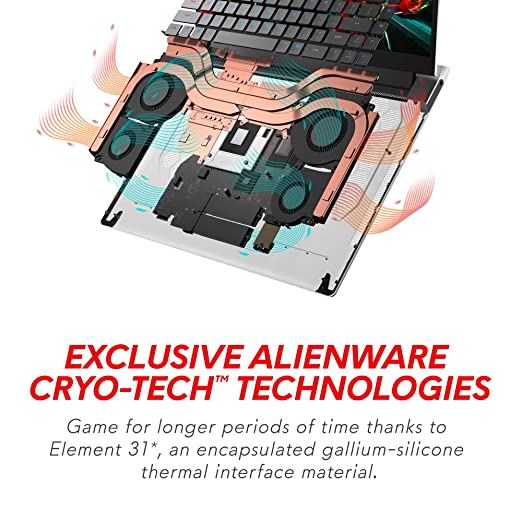 EXCLUSIVE ALIENWARE
CRYO-TECH™ TECHNOLOGIES
Game for longer periods of time thanks to
Element 31*, an encapsulated gallium-silicone
thermal interface material.